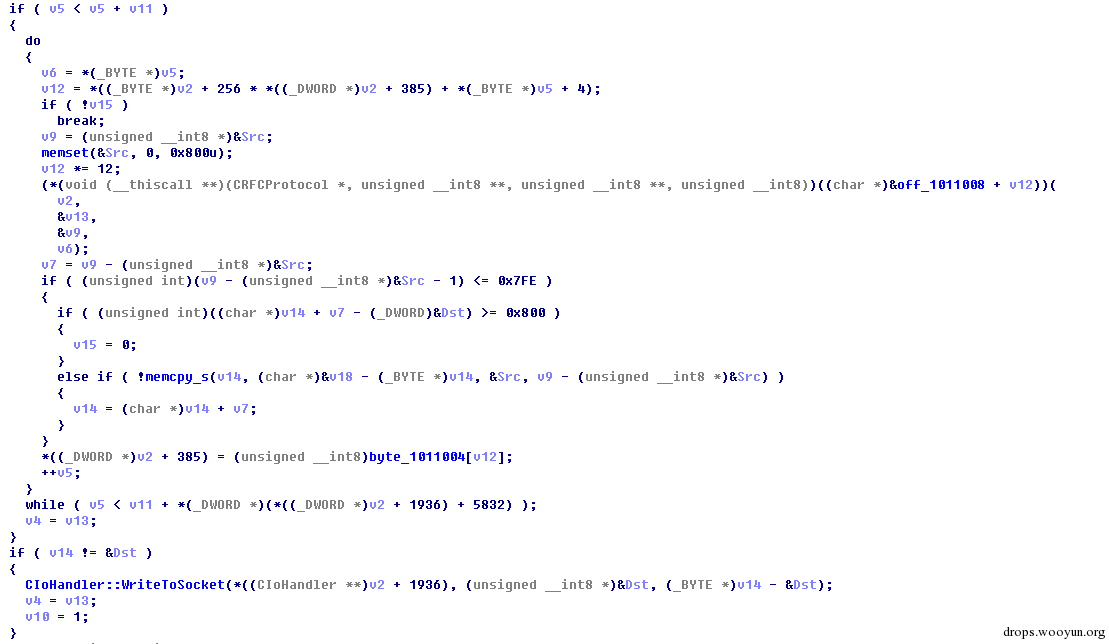 if ( v5 < v5 + v11 )
{
  do
  {
    v6 = *(_BYTE *)v5;
    v12 = *((_BYTE *)v2 + 256 * *((_DWORD *)v2 + 385) + *(_BYTE *)v5 + 4);
    if ( !v15 )
      break;
    v9 = (unsigned __int8 *)&Src;
    memset(&Src, 0, 0x800u);
    v12 *= 12;
    (*(void (__thiscall **)(CRFCProtocol *, unsigned __int8 **, unsigned __int8 **, unsigned __int8))((char *)&off_1011008 + v12))(
      v2,
      &v13,
      &v9,
      v6);
    v7 = v9 - (unsigned __int8 *)&Src;
    if ( (unsigned int)(v9 - (unsigned __int8 *)&Src - 1) <= 0x7FE )
    {
      if ( (unsigned int)((char *)v14 + v7 - (_DWORD)&Dst) >= 0x800 )
      {
        v15 = 0;
      }
      else if ( !memcpy_s(v14, (char *)&v18 - (_BYTE *)v14, &Src, v9 - (unsigned __int8 *)&Src) )
      {
        v14 = (char *)v14 + v7;
      }
    }
    *((_DWORD *)v2 + 385) = (unsigned __int8)byte_1011004[v12];
    ++v5;
  }
  while ( v5 < v11 + *(_DWORD *)(*((_DWORD *)v2 + 1936) + 5832) );
  v4 = v13;
}
if ( v14 != &Dst )
{
  CIoHandler::WriteToSocket(*((CIoHandler **)v2 + 1936), (unsigned __int8 *)&Dst, (_BYTE *)v14 - &Dst);
  v4 = v13;
  v10 = 1;
}
drops.wooyun.org